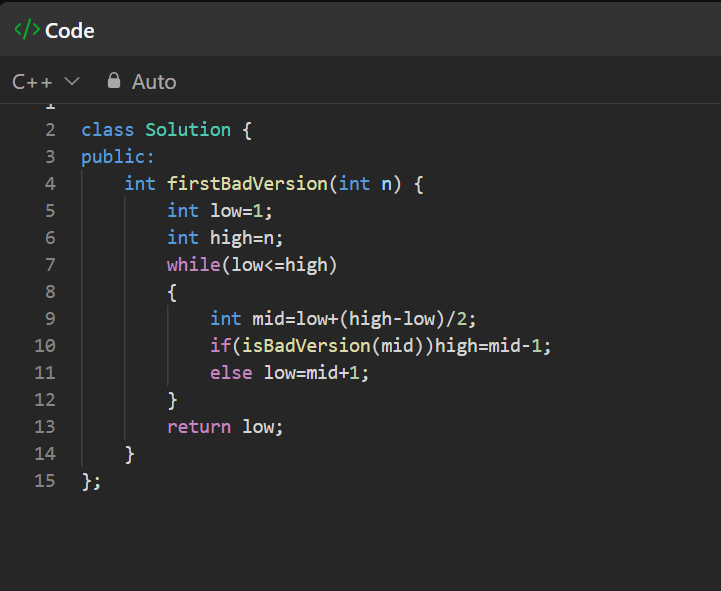 </> Code
C++ Auto
1
2 class Solution {
3 public:
4     int firstBadVersion(int n) {
5         int low=1;
6         int high=n;
7         while(low<=high)
8         {
9             int mid=low+(high-low)/2;
10             if(isBadVersion(mid))high=mid-1;
11             else low=mid+1;
12         }
13         return low;
14     }
15 };